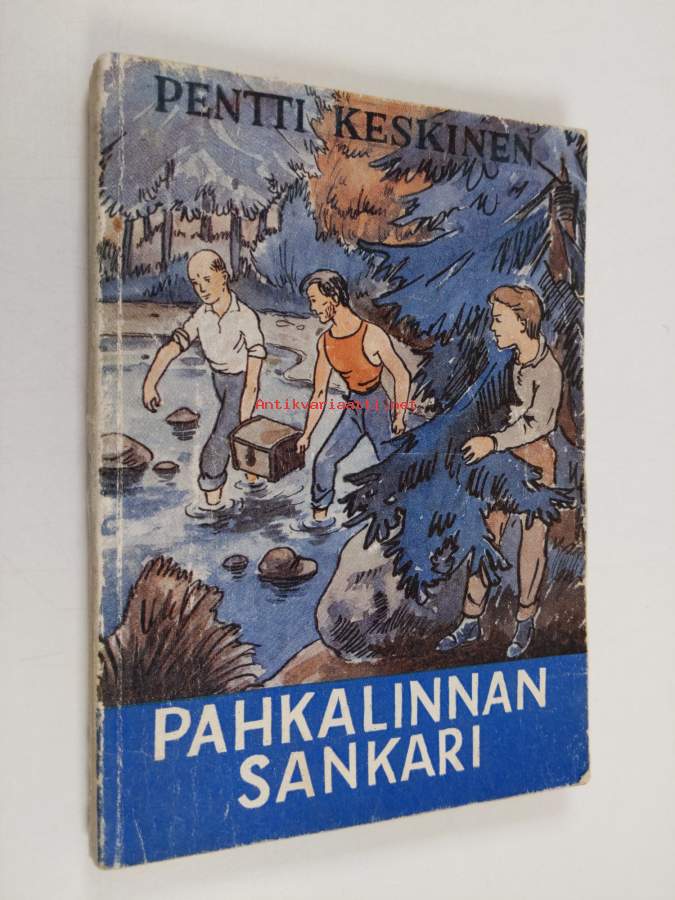 PENTTI KESKINEN
Antikvariaatti.net
PAHKALINNAN
SANKARI